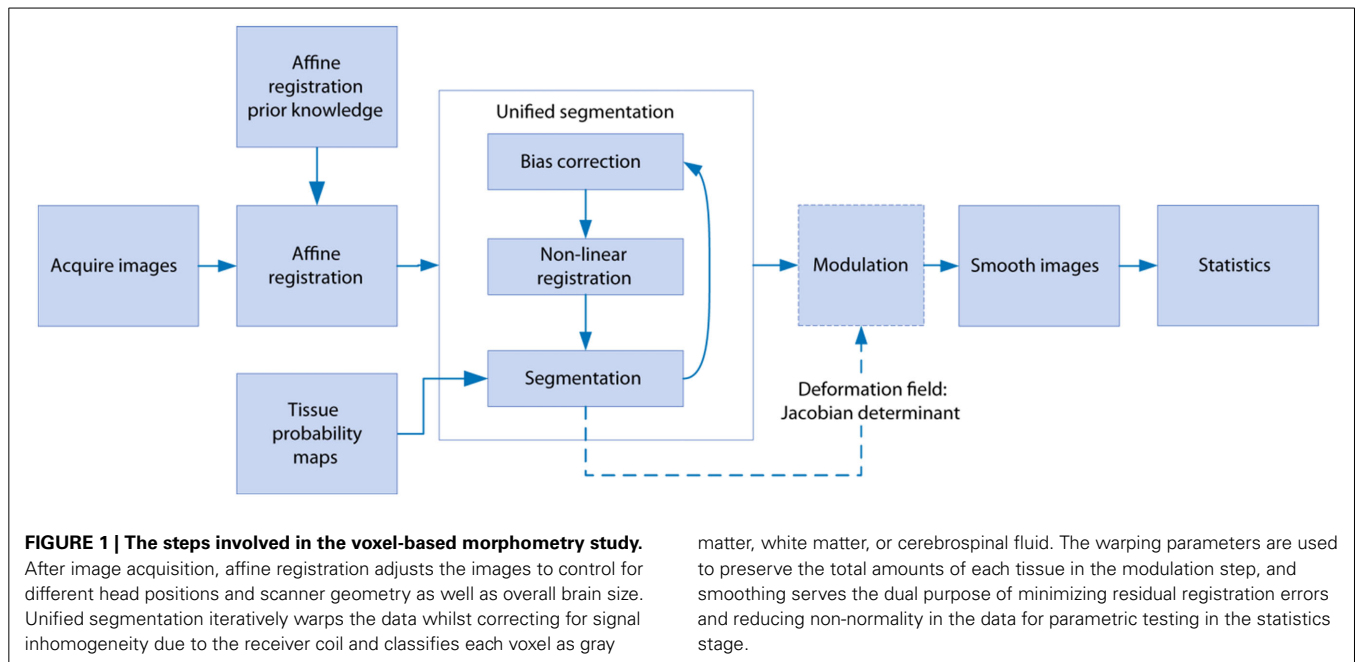 Affine
registration
prior knowledge
Unified segmentation
Bias correction
Acquire images
Affine
registration
Non-linear
registration
Modulation
Smooth images
Statistics
Segmentation
Tissue
probability
maps
Deformation field:
Jacobian determinant
FIGURE 1 | The steps involved in the voxel-based morphometry study.
After image acquisition, affine registration adjusts the images to control for
different head positions and scanner geometry as well as overall brain size.
Unified segmentation iteratively warps the data whilst correcting for signal
inhomogeneity due to the receiver coil and classifies each voxel as gray
matter, white matter, or cerebrospinal fluid. The warping parameters are used
to preserve the total amounts of each tissue in the modulation step, and
smoothing serves the dual purpose of minimizing residual registration errors
and reducing non-normality in the data for parametric testing in the statistics
stage.